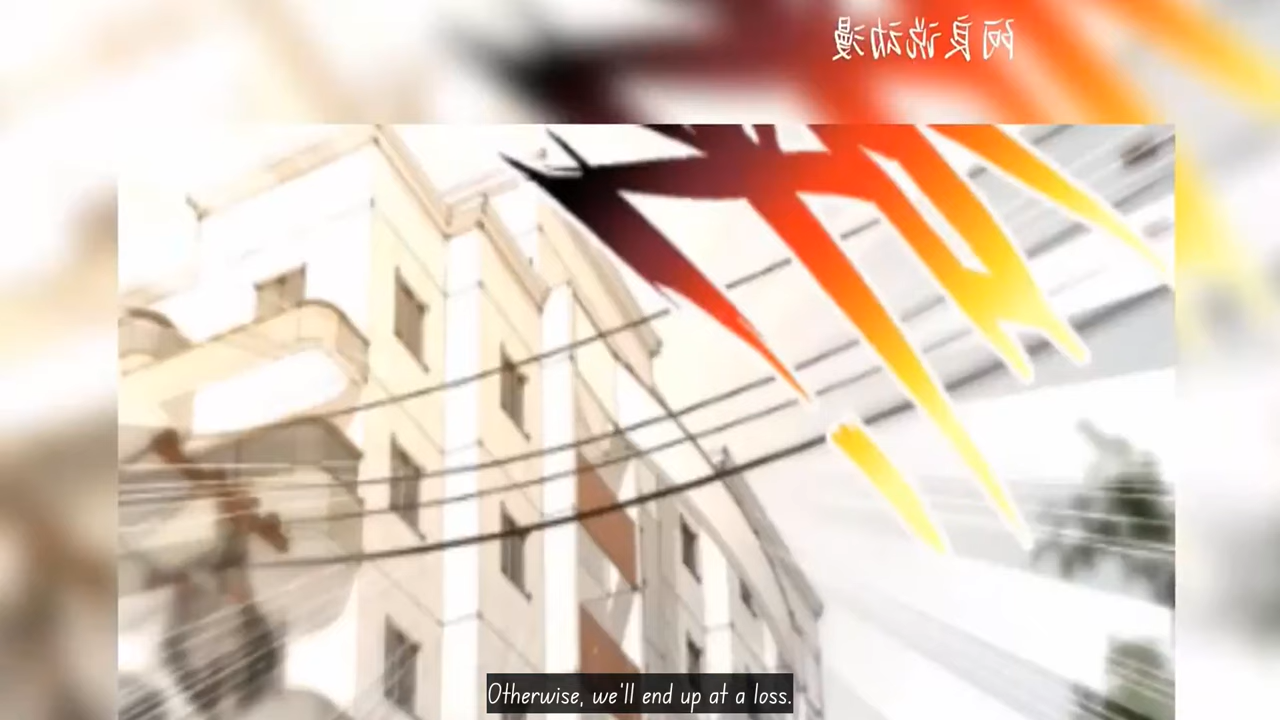 阿良说动漫
Otherwise, we'll end up at a loss.